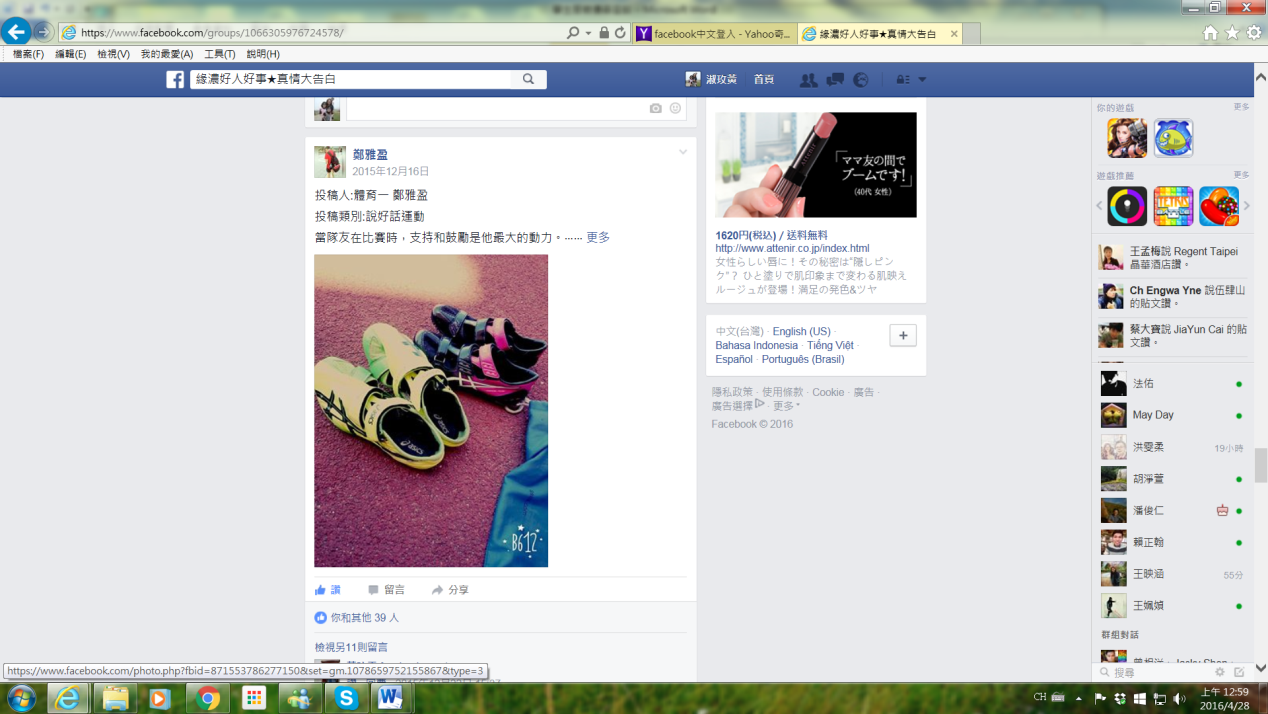 https://www.facebook.com/groups/1066305976724578/
facebook中文登入 - Yahoo奇...
緣濃好人好事★真情大告白
檔案(F) 編輯(E) 檢視(V) 我的最愛(A) 工具(T) 說明(H)
緣濃好人好事★真情大告白
淑玫黃 首頁
鄭雅盈
2015年12月16日
投稿人:體育一 鄭雅盈
投稿類別:說好話運動
當隊友在比賽時，支持和鼓勵是他最大的動力。...... 更多
asics
asics
B612
讚 留言 分享
你和其他 39 人
檢視另11則留言
https://www.facebook.com/photo.php?fbid=871553786277150&set=gm.1078659752155867&type=3
「ママ友の間で
ブームです!」
(40代 女性)
1620円(税込) / 送料無料
http://www.attenir.co.jp/index.html
女性らしい唇に！その秘密は“隠しピン
ク”？ ひと塗りで肌印象まで変わる肌映え
ルージュが登場！満足の発色&ツヤ
中文(台灣) · English (US) ·
Bahasa Indonesia · Tiếng Việt ·
Español · Português (Brasil)
隱私政策 · 使用條款 · Cookie · 廣告 ·
廣告選擇 · 更多
Facebook © 2016
你的遊戲 更多
遊戲推薦 更多
TETRIS
王孟梅說 Regent Taipei
晶華酒店讚。
Ch Engwa Yne 說伍肆山
的貼文讚。
蔡大寶說 JiaYun Cai 的貼
文讚。
法佑
May Day
洪雯柔 19小時
胡淨萱
潘俊仁
賴正翰
王映涵 55分
王姵媜
群組對話
搜尋
CH
上午 12:59
2016/4/28